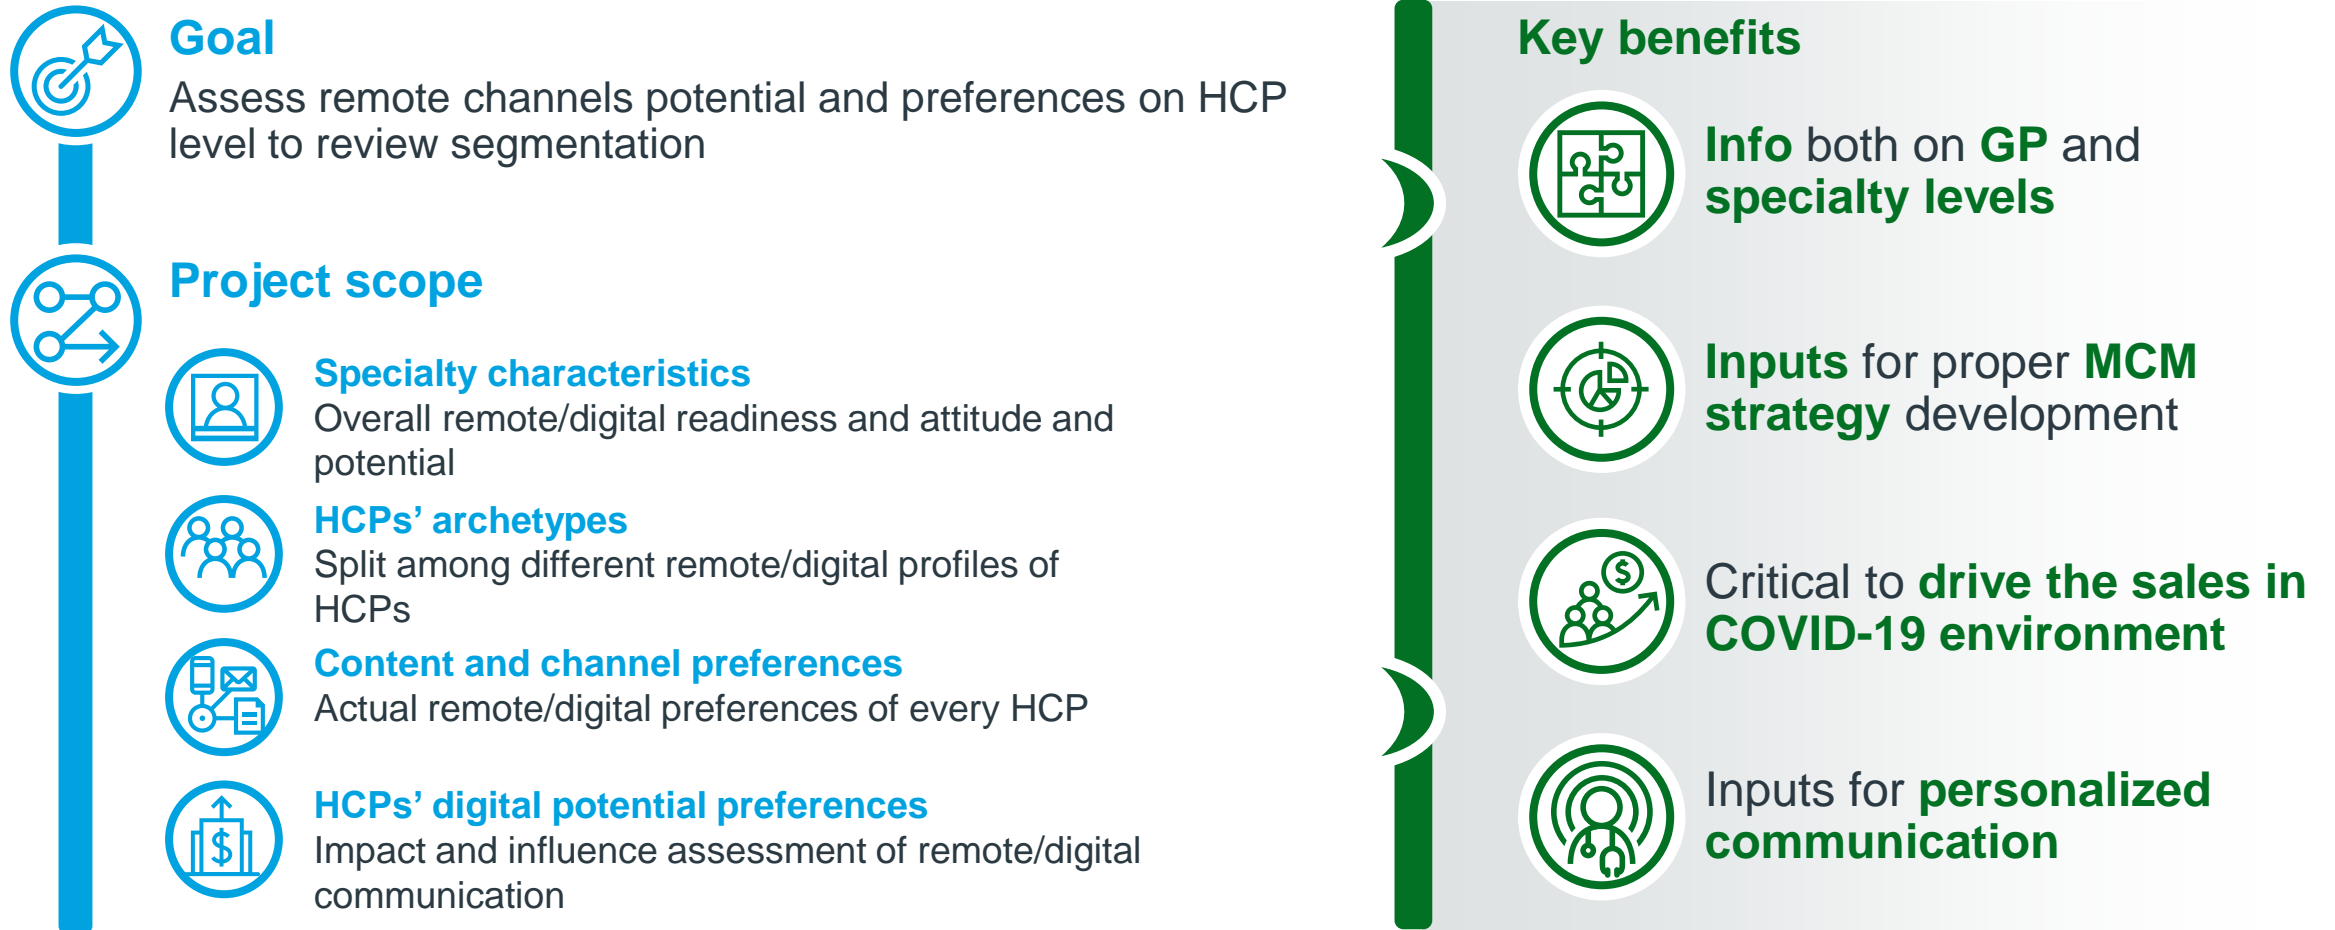 Goal
Assess remote channels potential and preferences on HCP
level to review segmentation
Project scope
Specialty characteristics
Overall remote/digital readiness and attitude and
potential
HCPs’ archetypes
Split among different remote/digital profiles of
HCPs
Content and channel preferences
Actual remote/digital preferences of every HCP
HCPs’ digital potential preferences
Impact and influence assessment of remote/digital
communication
Key benefits
Info both on GP and
specialty levels
Inputs for proper MCM
strategy development
Critical to drive the sales in
COVID-19 environment
Inputs for personalized
communication